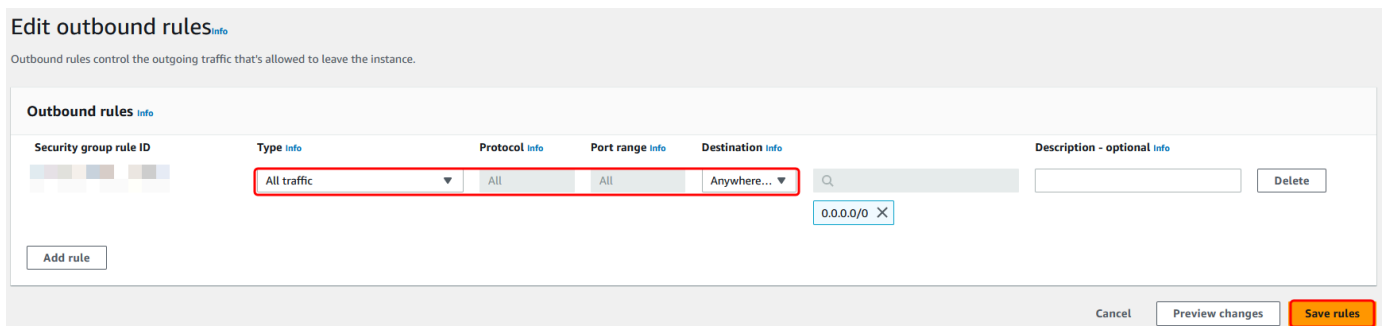 Edit outbound rules Info
Outbound rules control the outgoing traffic that's allowed to leave the instance.
Outbound rules Info
Security group rule ID Type Info Protocol Info Port range Info Destination Info Description - optional Info
All traffic All All Anywhere... Delete
0.0.0.0/0
Add rule
Cancel Preview changes Save rules